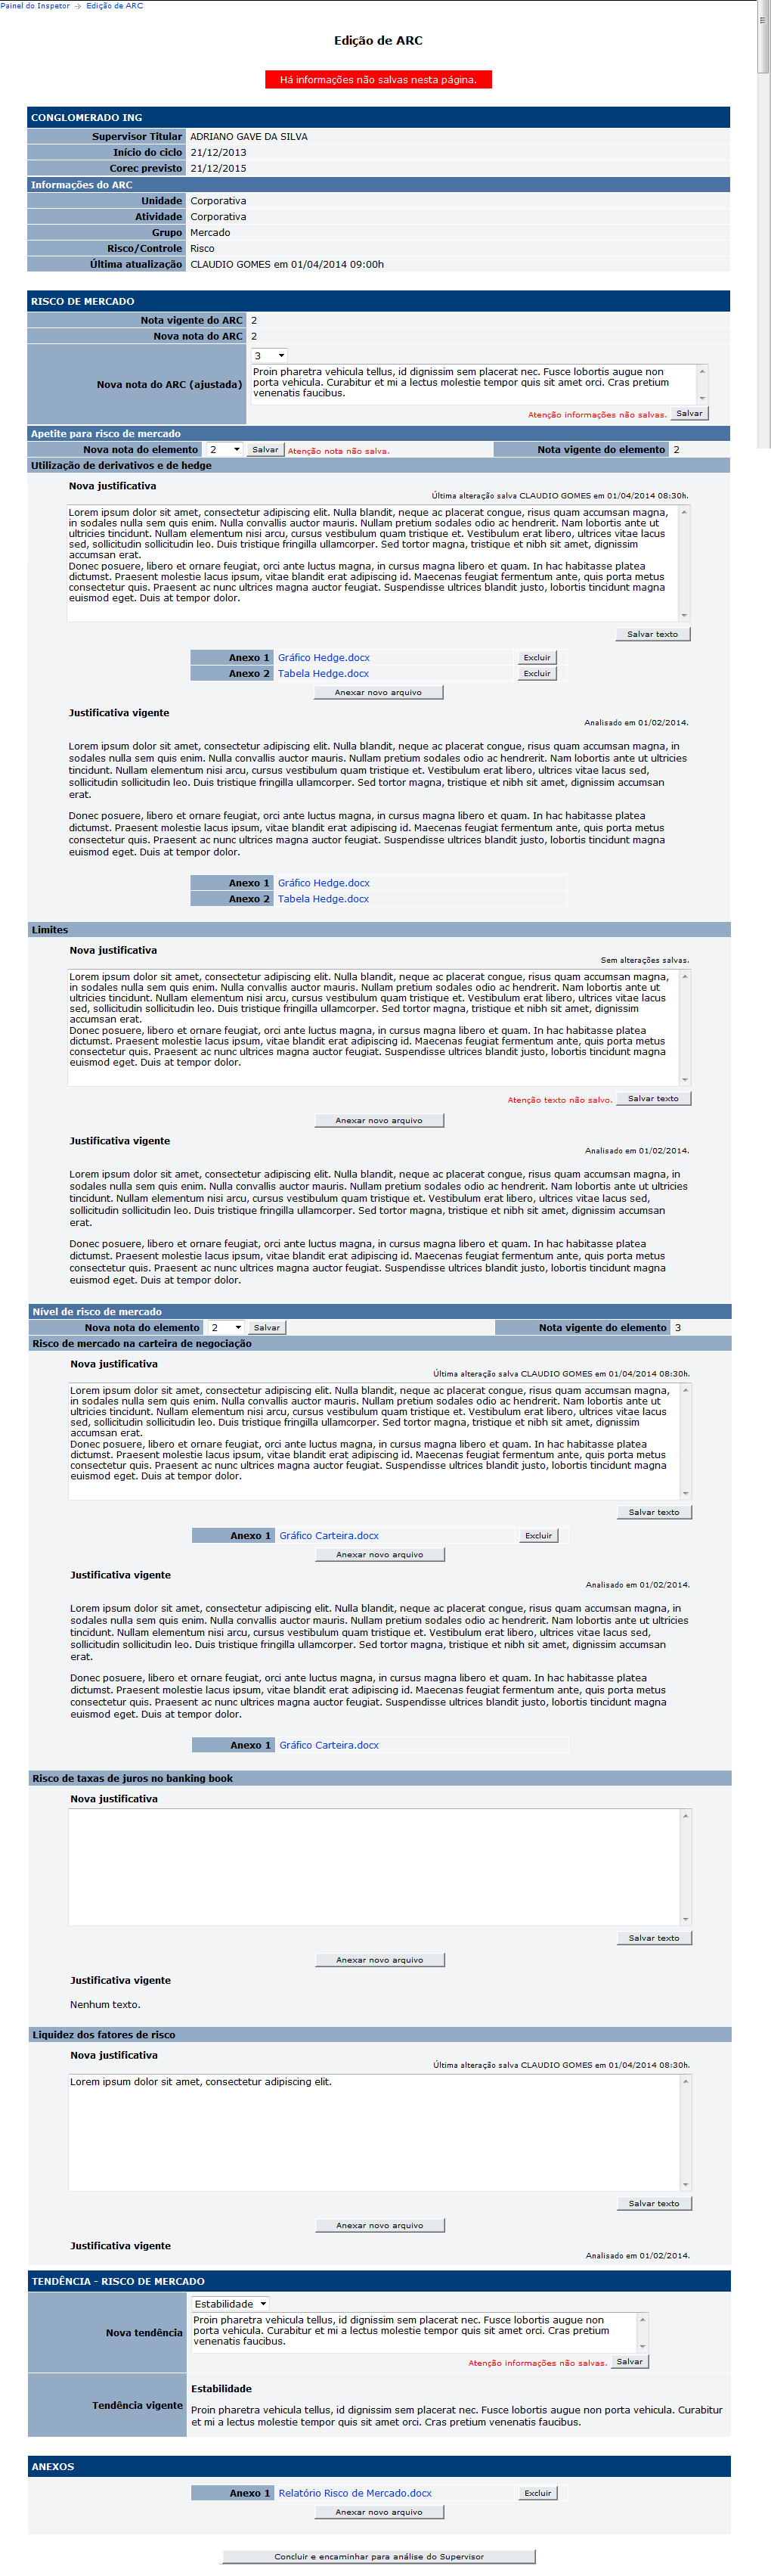 Painel do Inspetor → Edição de ARC
Edição de ARC
Há informações não salvas nesta página.
CONGLOMERADO ING
Supervisor Titular ADRIANO GAVE DA SILVA
Início do ciclo 21/12/2013
Corec previsto 21/12/2015
Informações do ARC
Unidade Corporativa
Atividade Corporativa
Grupo Mercado
Risco/Controle Risco
Última atualização CLAUDIO GOMES em 01/04/2014 09:00h
RISCO DE MERCADO
Nota vigente do ARC 2
Nova nota do ARC 2
3
Nova nota do ARC (ajustada)
Proin pharetra vehicula tellus, id dignissim sem placerat nec. Fusce lobortis augue non
porta vehicula. Curabitur et mi a lectus molestie tempor quis sit amet orci. Cras pretium
venenatis faucibus.
Atenção informações não salvas. Salvar
Apetite para risco de mercado
Nova nota do elemento 2 Salvar Atenção nota não salva. Nota vigente do elemento 2
Utilização de derivativos e de hedge
Nova justificativa
Última alteração salva CLAUDIO GOMES em 01/04/2014 08:30h.
Lorem ipsum dolor sit amet, consectetur adipiscing elit. Nulla blandit, neque ac placerat congue, risus quam accumsan magna,
in sodales nulla sem quis enim. Nulla convallis auctor mauris. Nullam pretium sodales odio ac hendrerit. Nam lobortis ante ut
ultricies tincidunt. Nullam elementum nisi arcu, cursus vestibulum quam tristique et. Vestibulum erat libero, ultrices vitae lacus
sed, sollicitudin sollicitudin leo. Duis tristique fringilla ullamcorper. Sed tortor magna, tristique et nibh sit amet, dignissim
accumsan erat.
Donec posuere, libero et ornare feugiat, orci ante luctus magna, in cursus magna libero et quam. In hac habitasse platea
dictumst. Praesent molestie lacus ipsum, vitae blandit erat adipiscing id. Maecenas feugiat fermentum ante, quis porta metus
consectetur quis. Praesent ac nunc ultrices magna auctor feugiat. Suspendisse ultrices blandit justo, lobortis tincidunt magna
euismod eget. Duis at tempor dolor.
Salvar texto
Anexo 1 Gráfico Hedge.docx Excluir
Anexo 2 Tabela Hedge.docx Excluir
Anexar novo arquivo
Justificativa vigente
Analisado em 01/02/2014.
Lorem ipsum dolor sit amet, consectetur adipiscing elit. Nulla blandit, neque ac placerat congue, risus quam accumsan magna, in
sodales nulla sem quis enim. Nulla convallis auctor mauris. Nullam pretium sodales odio ac hendrerit. Nam lobortis ante ut ultricies
tincidunt. Nullam elementum nisi arcu, cursus vestibulum quam tristique et. Vestibulum erat libero, ultrices vitae lacus sed,
sollicitudin sollicitudin leo. Duis tristique fringilla ullamcorper. Sed tortor magna, tristique et nibh sit amet, dignissim accumsan
erat.
Donec posuere, libero et ornare feugiat, orci ante luctus magna, in cursus magna libero et quam. In hac habitasse platea
dictumst. Praesent molestie lacus ipsum, vitae blandit erat adipiscing id. Maecenas feugiat fermentum ante, quis porta metus
consectetur quis. Praesent ac nunc ultrices magna auctor feugiat. Suspendisse ultrices blandit justo, lobortis tincidunt magna
euismod eget. Duis at tempor dolor.
Anexo 1 Gráfico Hedge.docx
Anexo 2 Tabela Hedge.docx
Limites
Nova justificativa
Sem alterações salvas.
Lorem ipsum dolor sit amet, consectetur adipiscing elit. Nulla blandit, neque ac placerat congue, risus quam accumsan magna,
in sodales nulla sem quis enim. Nulla convallis auctor mauris. Nullam pretium sodales odio ac hendrerit. Nam lobortis ante ut
ultricies tincidunt. Nullam elementum nisi arcu, cursus vestibulum quam tristique et. Vestibulum erat libero, ultrices vitae lacus
sed, sollicitudin sollicitudin leo. Duis tristique fringilla ullamcorper. Sed tortor magna, tristique et nibh sit amet, dignissim
accumsan erat.
Donec posuere, libero et ornare feugiat, orci ante luctus magna, in cursus magna libero et quam. In hac habitasse platea
dictumst. Praesent molestie lacus ipsum, vitae blandit erat adipiscing id. Maecenas feugiat fermentum ante, quis porta metus
consectetur quis. Praesent ac nunc ultrices magna auctor feugiat. Suspendisse ultrices blandit justo, lobortis tincidunt magna
euismod eget. Duis at tempor dolor.
Atenção texto não salvo. Salvar texto
Anexar novo arquivo
Justificativa vigente
Analisado em 01/02/2014.
Lorem ipsum dolor sit amet, consectetur adipiscing elit. Nulla blandit, neque ac placerat congue, risus quam accumsan magna, in
sodales nulla sem quis enim. Nulla convallis auctor mauris. Nullam pretium sodales odio ac hendrerit. Nam lobortis ante ut ultricies
tincidunt. Nullam elementum nisi arcu, cursus vestibulum quam tristique et. Vestibulum erat libero, ultrices vitae lacus sed,
sollicitudin sollicitudin leo. Duis tristique fringilla ullamcorper. Sed tortor magna, tristique et nibh sit amet, dignissim accumsan
erat.
Donec posuere, libero et ornare feugiat, orci ante luctus magna, in cursus magna libero et quam. In hac habitasse platea
dictumst. Praesent molestie lacus ipsum, vitae blandit erat adipiscing id. Maecenas feugiat fermentum ante, quis porta metus
consectetur quis. Praesent ac nunc ultrices magna auctor feugiat. Suspendisse ultrices blandit justo, lobortis tincidunt magna
euismod eget. Duis at tempor dolor.
Nível de risco de mercado
Nova nota do elemento 2 Salvar Nota vigente do elemento 3
Risco de mercado na carteira de negociação
Nova justificativa
Última alteração salva CLAUDIO GOMES em 01/04/2014 08:30h.
Lorem ipsum dolor sit amet, consectetur adipiscing elit. Nulla blandit, neque ac placerat congue, risus quam accumsan magna,
in sodales nulla sem quis enim. Nulla convallis auctor mauris. Nullam pretium sodales odio ac hendrerit. Nam lobortis ante ut
ultricies tincidunt. Nullam elementum nisi arcu, cursus vestibulum quam tristique et. Vestibulum erat libero, ultrices vitae lacus
sed, sollicitudin sollicitudin leo. Duis tristique fringilla ullamcorper. Sed tortor magna, tristique et nibh sit amet, dignissim
accumsan erat.
Donec posuere, libero et ornare feugiat, orci ante luctus magna, in cursus magna libero et quam. In hac habitasse platea
dictumst. Praesent molestie lacus ipsum, vitae blandit erat adipiscing id. Maecenas feugiat fermentum ante, quis porta metus
consectetur quis. Praesent ac nunc ultrices magna auctor feugiat. Suspendisse ultrices blandit justo, lobortis tincidunt magna
euismod eget. Duis at tempor dolor.
Salvar texto
Anexo 1 Gráfico Carteira.docx Excluir
Anexar novo arquivo
Justificativa vigente
Analisado em 01/02/2014.
Lorem ipsum dolor sit amet, consectetur adipiscing elit. Nulla blandit, neque ac placerat congue, risus quam accumsan magna, in
sodales nulla sem quis enim. Nulla convallis auctor mauris. Nullam pretium sodales odio ac hendrerit. Nam lobortis ante ut ultricies
tincidunt. Nullam elementum nisi arcu, cursus vestibulum quam tristique et. Vestibulum erat libero, ultrices vitae lacus sed,
sollicitudin sollicitudin leo. Duis tristique fringilla ullamcorper. Sed tortor magna, tristique et nibh sit amet, dignissim accumsan
erat.
Donec posuere, libero et ornare feugiat, orci ante luctus magna, in cursus magna libero et quam. In hac habitasse platea
dictumst. Praesent molestie lacus ipsum, vitae blandit erat adipiscing id. Maecenas feugiat fermentum ante, quis porta metus
consectetur quis. Praesent ac nunc ultrices magna auctor feugiat. Suspendisse ultrices blandit justo, lobortis tincidunt magna
euismod eget. Duis at tempor dolor.
Anexo 1 Gráfico Carteira.docx
Risco de taxas de juros no banking book
Nova justificativa
Salvar texto
Anexar novo arquivo
Justificativa vigente
Nenhum texto.
Liquidez dos fatores de risco
Nova justificativa
Última alteração salva CLAUDIO GOMES em 01/04/2014 08:30h.
Lorem ipsum dolor sit amet, consectetur adipiscing elit.
Salvar texto
Anexar novo arquivo
Justificativa vigente
Analisado em 01/02/2014.
TENDÊNCIA - RISCO DE MERCADO
Estabilidade
Nova tendência
Proin pharetra vehicula tellus, id dignissim sem placerat nec. Fusce lobortis augue non
porta vehicula. Curabitur et mi a lectus molestie tempor quis sit amet orci. Cras pretium
venenatis faucibus.
Atenção informações não salvas. Salvar
Estabilidade
Tendência vigente
Proin pharetra vehicula tellus, id dignissim sem placerat nec. Fusce lobortis augue non porta vehicula. Curabitur
et mi a lectus molestie tempor quis sit amet orci. Cras pretium venenatis faucibus.
ANEXOS
Anexo 1 Relatório Risco de Mercado.docx Excluir
Anexar novo arquivo
Concluir e encaminhar para análise do Supervisor